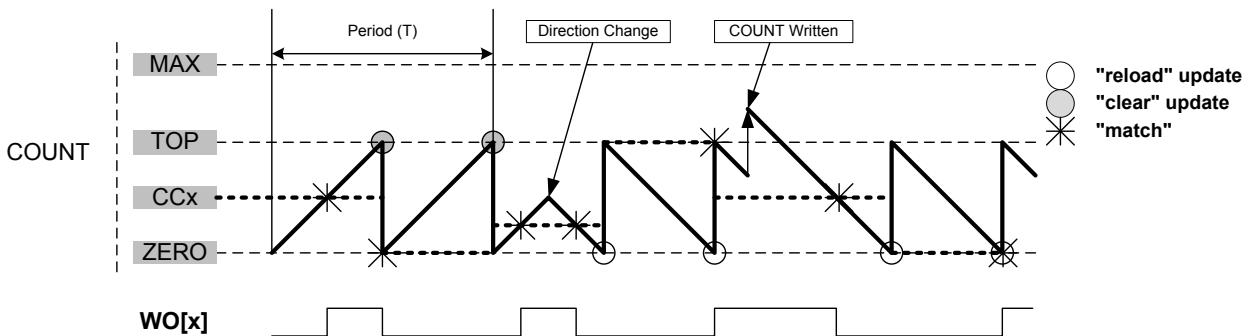 Period (T)
Direction Change
COUNT Written
MAX
"reload" update
"clear" update
TOP
"match"
COUNT
CCx
ZERO
WO[x]